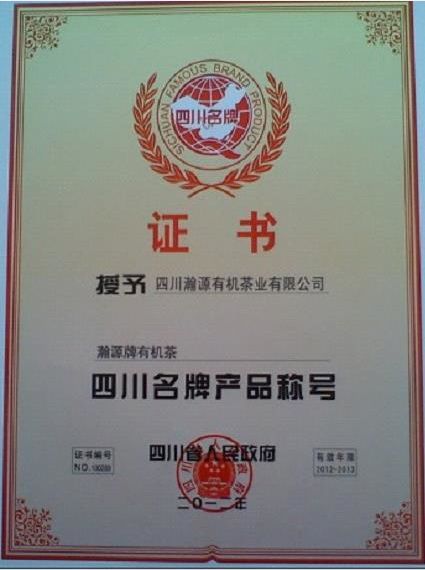 SICHUAN FAMOUS BRAND PRODUCT
四川名牌
证书
授予 四川瀚源有机茶业有限公司
瀚源牌有机茶
四川名牌产品称号
证书编号
四川省人民政府
有效年限
NO.
2012-2013
二〇一一年